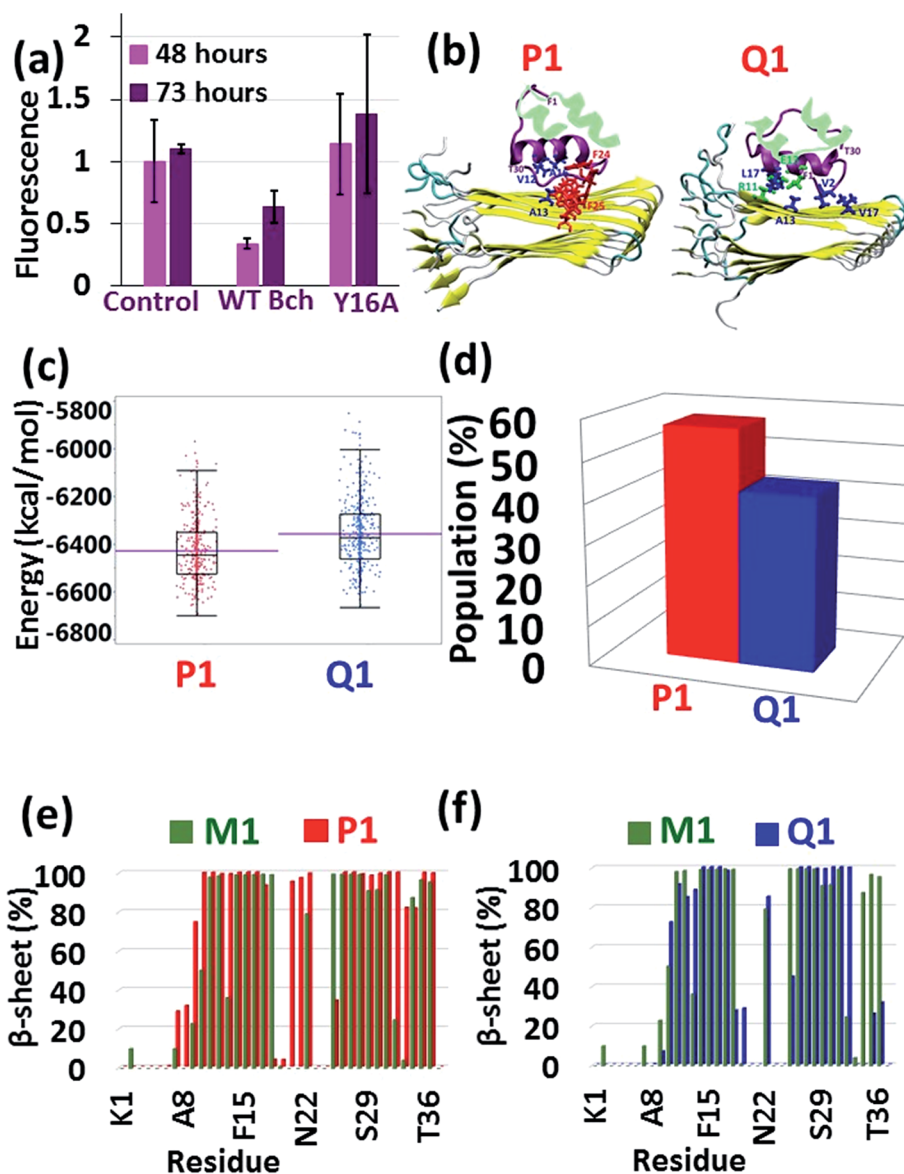 (a)
Fluorescence
2
1.5
1
0.5
0
48 hours
73 hours
Control
WT Bch
Y16A
(b)
P1
F1
T30
V12
F24
F25
A13
Q1
T30
L17
R11
F1
V2
A13
V17
(c)
Energy (kcal/mol)
-5800
-6000
-6200
-6400
-6600
-6800
P1
Q1
(d)
Population (%)
60
50
40
30
20
10
0
P1
Q1
(e)
M1
P1
β-sheet (%)
100
80
60
40
20
0
K1
A8
F15
N22
S29
T36
Residue
(f)
M1
Q1
β-sheet (%)
100
80
60
40
20
0
K1
A8
F15
N22
S29
T36
Residue